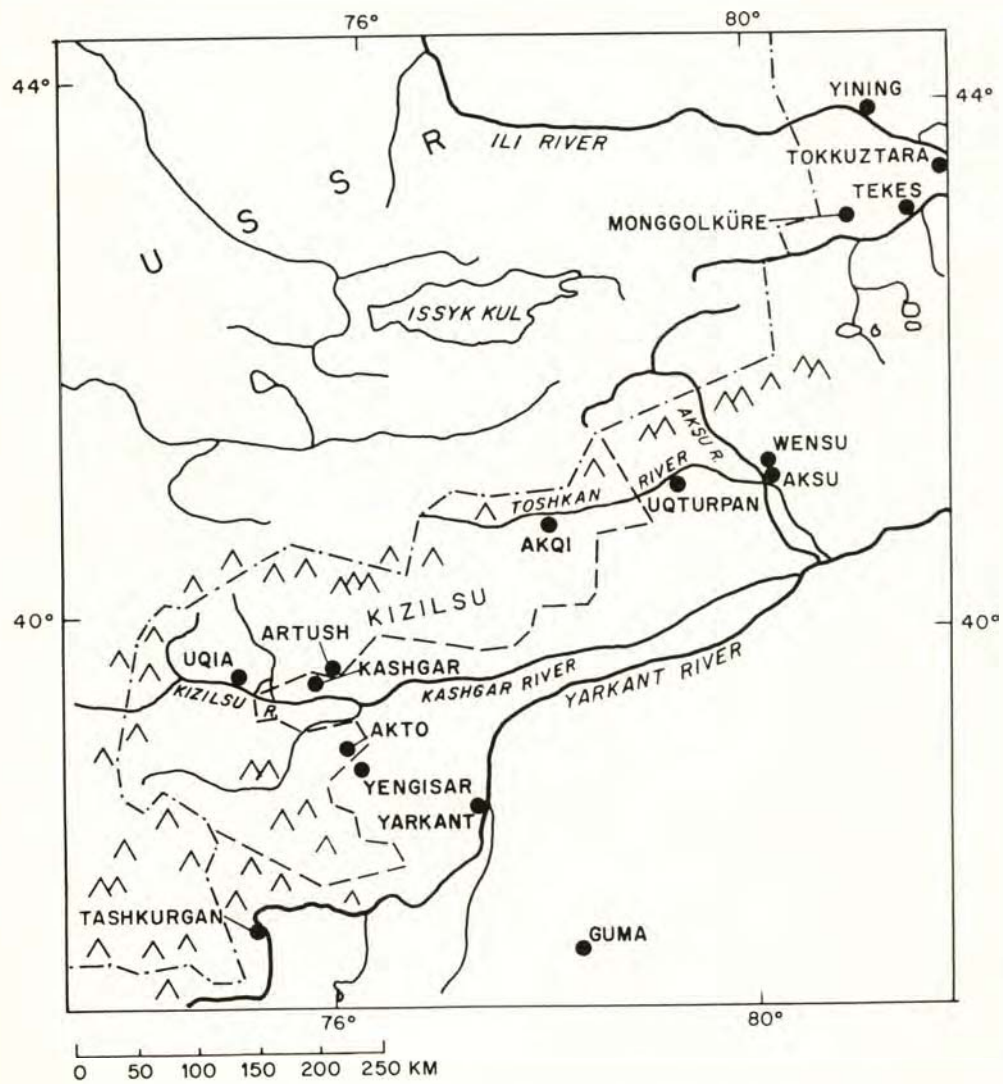 76° 80°
44° 44°
YINING
ILI RIVER
TOKKUZTARA
TEKES
MONGGOLKÜRE
U S S R
ISSYK KUL
AKSU R.
WENSU
AKSU
TOSHKAN RIVER
UQTURPAN
AKQI
KIZILSU
40° 40°
ARTUSH
UQIA
KASHGAR
KIZILSU R.
KASHGAR RIVER
YARKANT RIVER
AKTO
YENGISAR
YARKANT
TASHKURGAN
GUMA
76° 80°
0 50 100 150 200 250 KM